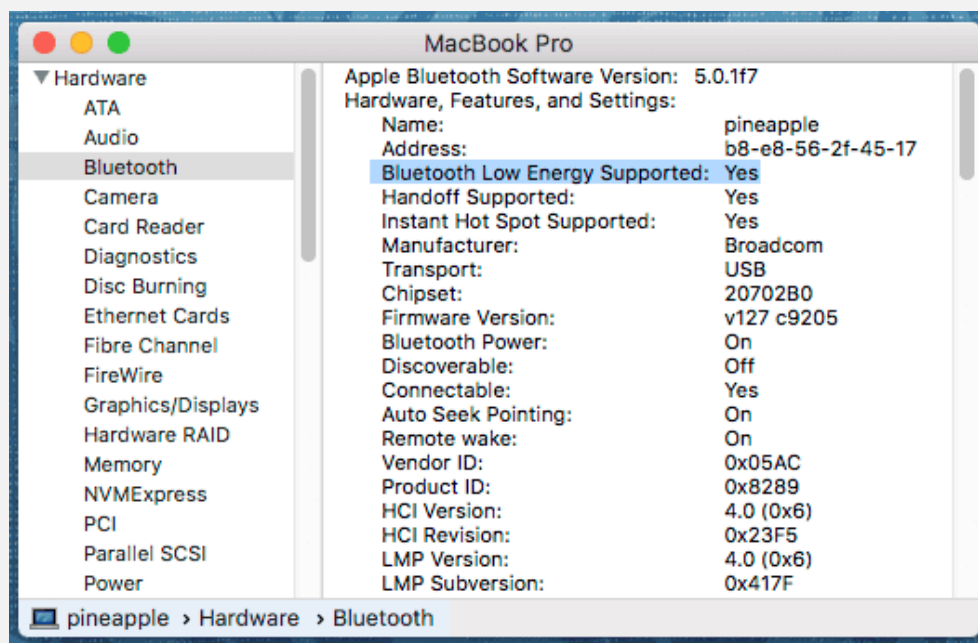 MacBook Pro
Hardware
ATA
Audio
Bluetooth
Camera
Card Reader
Diagnostics
Disc Burning
Ethernet Cards
Fibre Channel
FireWire
Graphics/Displays
Hardware RAID
Memory
NVMExpress
PCI
Parallel SCSI
Power
Apple Bluetooth Software Version: 5.0.1f7
Hardware, Features, and Settings:
Name: pineapple
Address: b8-e8-56-2f-45-17
Bluetooth Low Energy Supported: Yes
Handoff Supported: Yes
Instant Hot Spot Supported: Yes
Manufacturer: Broadcom
Transport: USB
Chipset: 20702B0
Firmware Version: v127 c9205
Bluetooth Power: On
Discoverable: Off
Connectable: Yes
Auto Seek Pointing: On
Remote wake: On
Vendor ID: 0x05AC
Product ID: 0x8289
HCI Version: 4.0 (0x6)
HCI Revision: 0x23F5
LMP Version: 4.0 (0x6)
LMP Subversion: 0x417F
pineapple › Hardware › Bluetooth